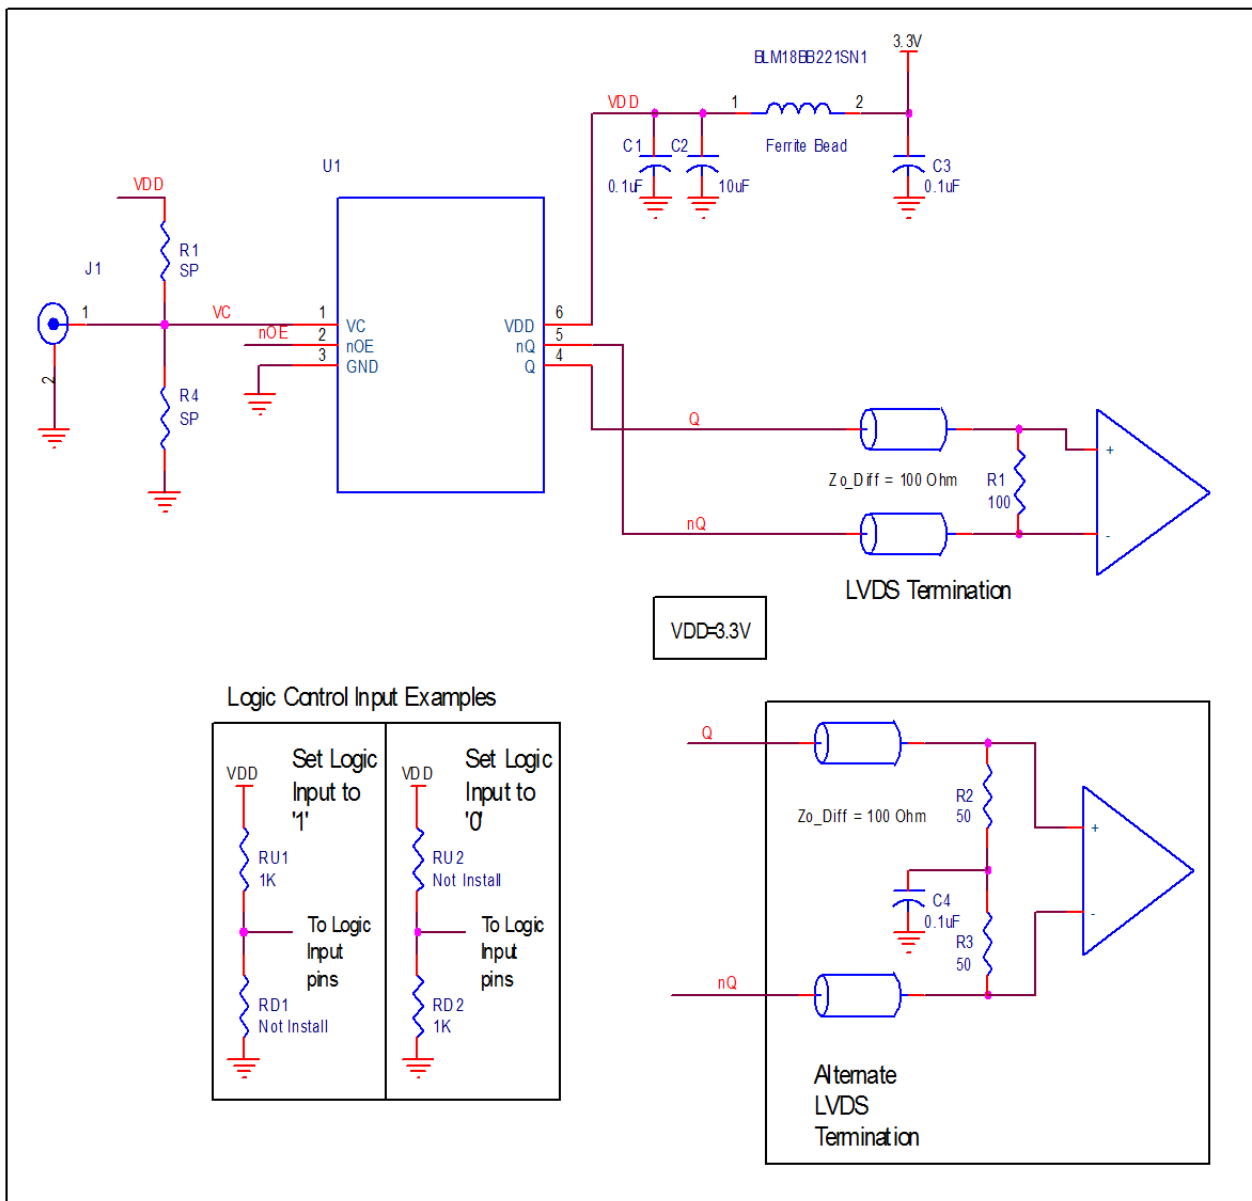 3.3V
BLM18BB221SN1
VDD
1
2
C1
C2
Ferrite Bead
C3
0.1uF
10uF
0.1uF
U1
VDD
R1
SP
J1
1
VC
1
VC
nOE
2
nOE
3
GND
6
VDD
5
nQ
4
Q
2
R4
SP
Q
Zo_Diff = 100 Ohm
R1
100
+
-
nQ
LVDS Termination
VDD=3.3V
Logic Control Input Examples
Set Logic
Input to
'1'
VDD
RU1
1K
To Logic
Input
pins
RD1
Not Install
Set Logic
Input to
'0'
VDD
RU2
Not Install
To Logic
Input
pins
RD2
1K
Q
Zo_Diff = 100 Ohm
R2
50
+
C4
0.1uF
R3
50
-
nQ
Alternate
LVDS
Termination